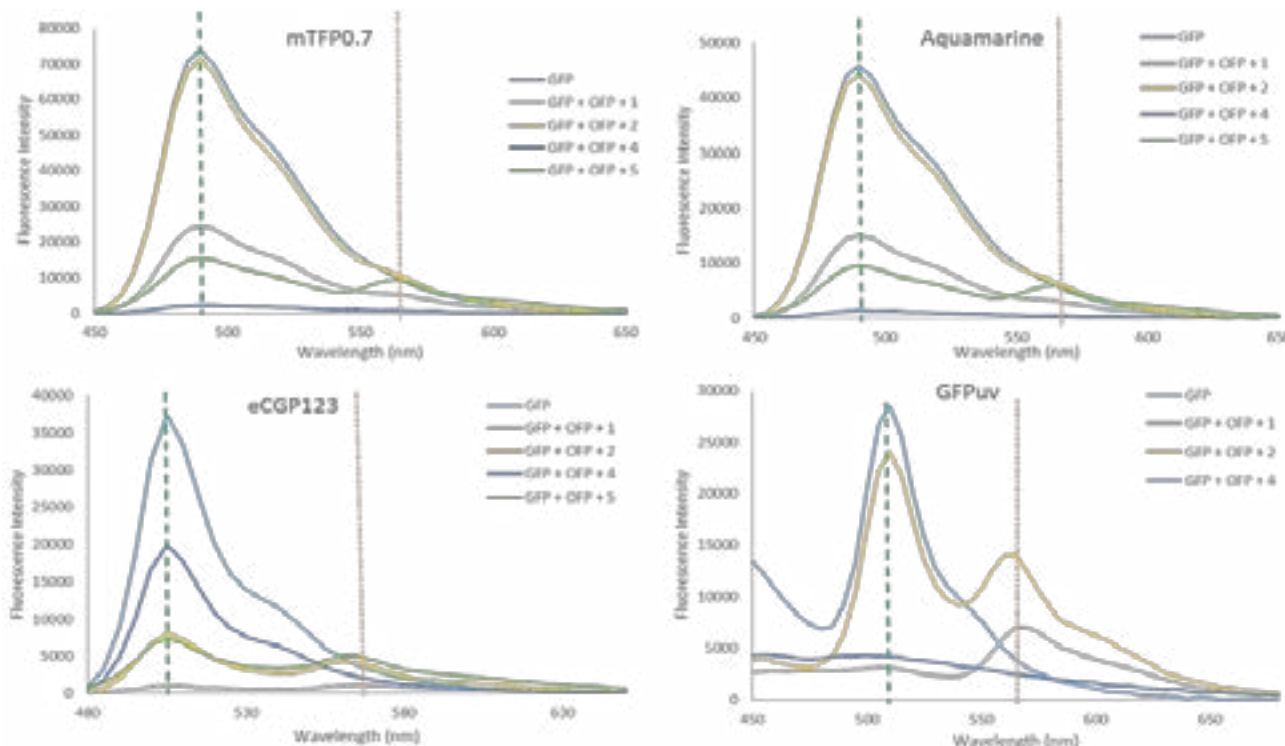 mTFP0.7
Fluorescence Intensity
80000
70000
60000
50000
40000
30000
20000
10000
0
450
500
550
600
650
Wavelength (nm)
GFP
GFP + OFP + 1
GFP + OFP + 2
GFP + OFP + 4
GFP + OFP + 5
Aquamarine
Fluorescence Intensity
50000
40000
30000
20000
10000
0
450
500
550
600
650
Wavelength (nm)
GFP
GFP + OFP + 1
GFP + OFP + 2
GFP + OFP + 4
GFP + OFP + 5
eCGP123
Fluorescence Intensity
40000
35000
30000
25000
20000
15000
10000
5000
0
480
530
580
630
Wavelength (nm)
GFP
GFP + OFP + 1
GFP + OFP + 2
GFP + OFP + 4
GFP + OFP + 5
GFPuv
Fluorescence Intensity
30000
25000
20000
15000
10000
5000
0
450
500
550
600
650
Wavelength (nm)
GFP
GFP + OFP + 1
GFP + OFP + 2
GFP + OFP + 4